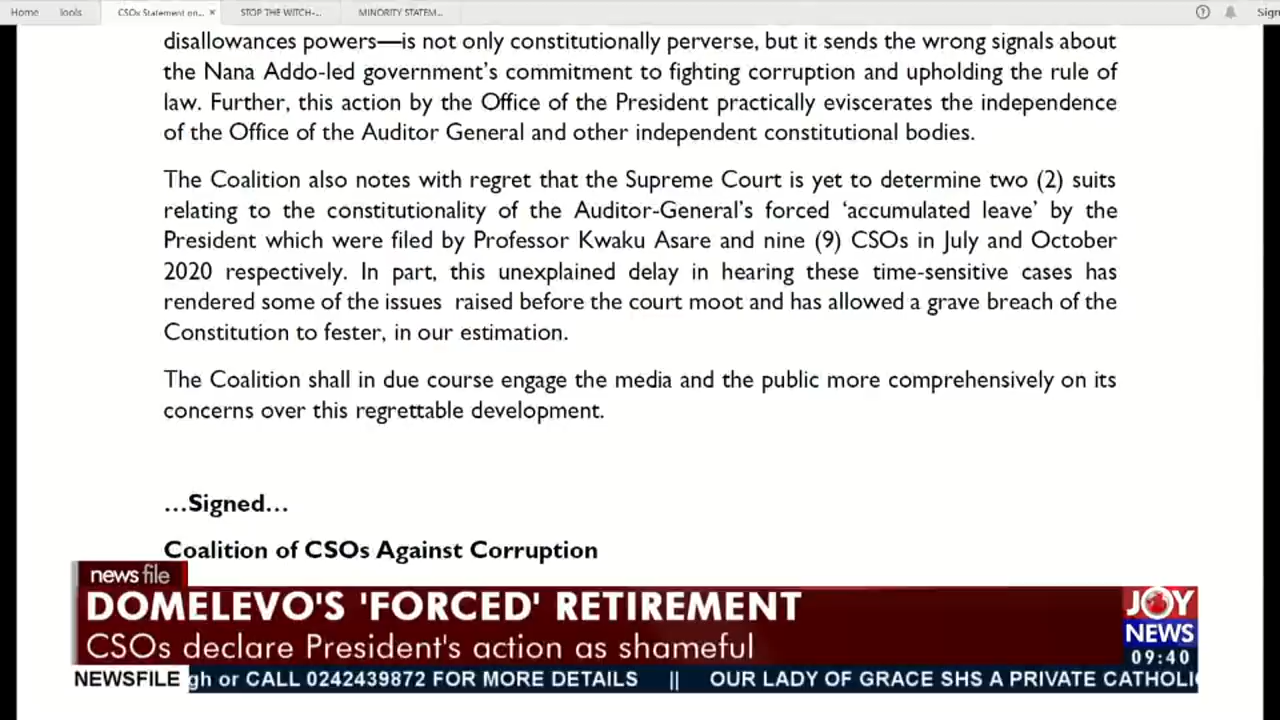 Home Tools CSOs Statement on... × STOP THE WITCH-... MINORITY STATEM... ? Sign
disallowances powers—is not only constitutionally perverse, but it sends the wrong signals about
the Nana Addo-led government's commitment to fighting corruption and upholding the rule of
law. Further, this action by the Office of the President practically eviscerates the independence
of the Office of the Auditor General and other independent constitutional bodies.
The Coalition also notes with regret that the Supreme Court is yet to determine two (2) suits
relating to the constitutionality of the Auditor-General's forced ‘accumulated leave’ by the
President which were filed by Professor Kwaku Asare and nine (9) CSOs in July and October
2020 respectively. In part, this unexplained delay in hearing these time-sensitive cases has
rendered some of the issues raised before the court moot and has allowed a grave breach of the
Constitution to fester, in our estimation.
The Coalition shall in due course engage the media and the public more comprehensively on its
concerns over this regrettable development.
...Signed...
Coalition of CSOs Against Corruption
newsfile
DOMELEVO'S 'FORCED' RETIREMENT
CSOs declare President's action as shameful
JOY
NEWS
09:40
NEWSFILE gh or CALL 0242439872 FOR MORE DETAILS || OUR LADY OF GRACE SHS A PRIVATE CATHOLI